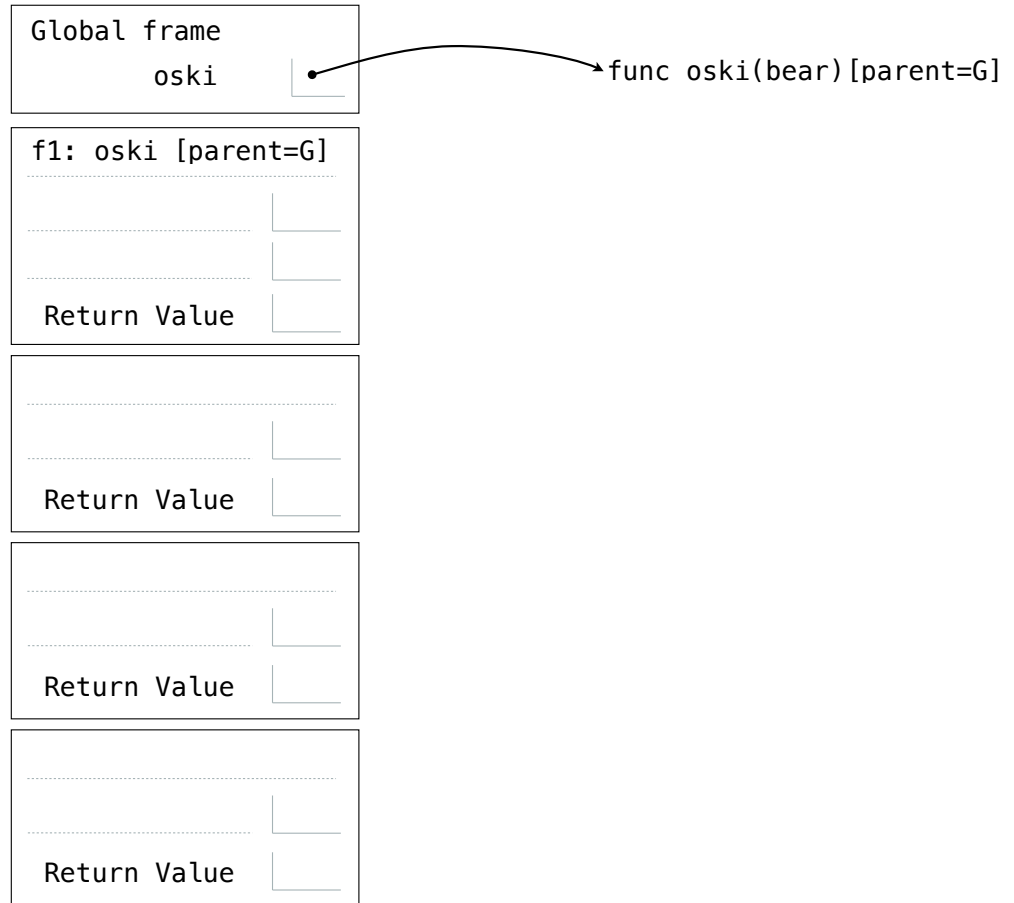 Global frame
oski
func oski(bear)[parent=G]
f1: oski [parent=G]
Return Value
Return Value
Return Value
Return Value